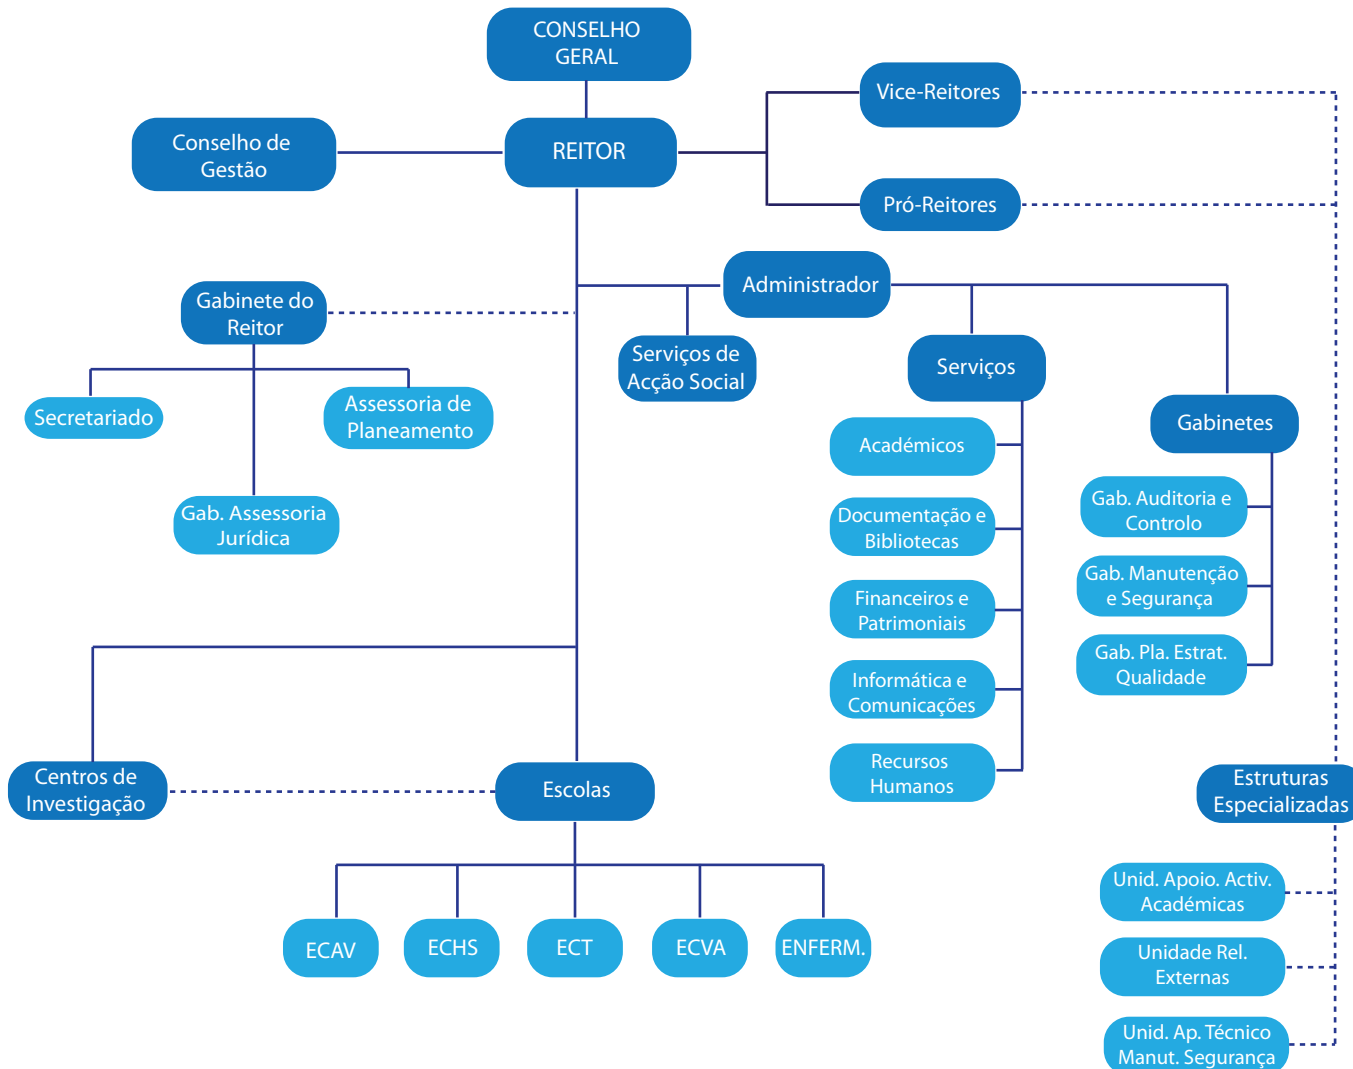 CONSELHO
GERAL
Vice-Reitores
Conselho de
Gestão
REITOR
Pró-Reitores
Administrador
Gabinete do
Reitor
Serviços de
Acção Social
Serviços
Secretariado
Assessoria de
Planeamento
Gabinetes
Académicos
Gab. Assessoria
Jurídica
Documentação e
Bibliotecas
Gab. Auditoria e
Controlo
Financeiros e
Patrimoniais
Gab. Manutenção
e Segurança
Informática e
Comunicações
Gab. Pla. Estrat.
Qualidade
Recursos
Humanos
Centros de
Investigação
Escolas
Estruturas
Especializadas
ECAV
ECHS
ECT
ECVA
ENFERM.
Unid. Apoio. Activ.
Académicas
Unidade Rel.
Externas
Unid. Ap. Técnico
Manut. Segurança